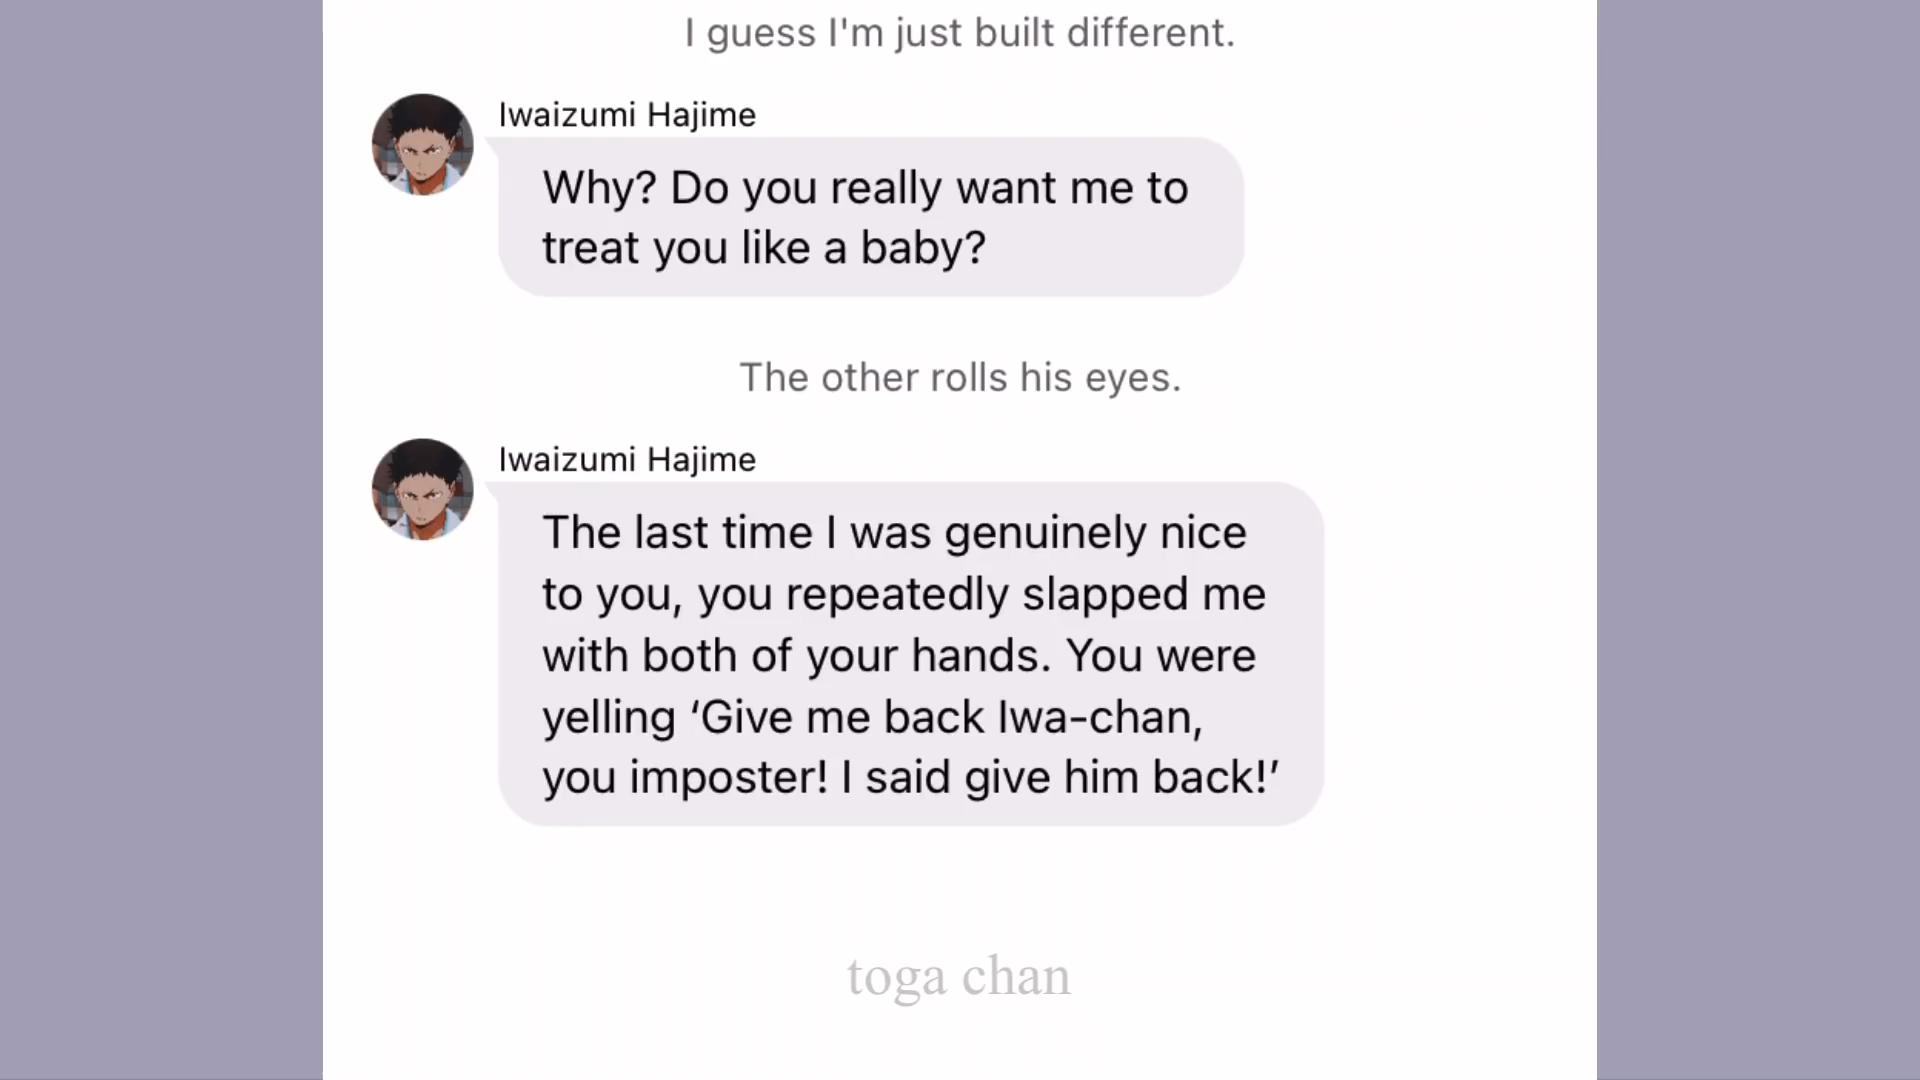 I guess I'm just built different.
Iwaizumi Hajime
Why? Do you really want me to
treat you like a baby?
The other rolls his eyes.
Iwaizumi Hajime
The last time I was genuinely nice
to you, you repeatedly slapped me
with both of your hands. You were
yelling ‘Give me back Iwa-chan,
you imposter! I said give him back!’
toga chan